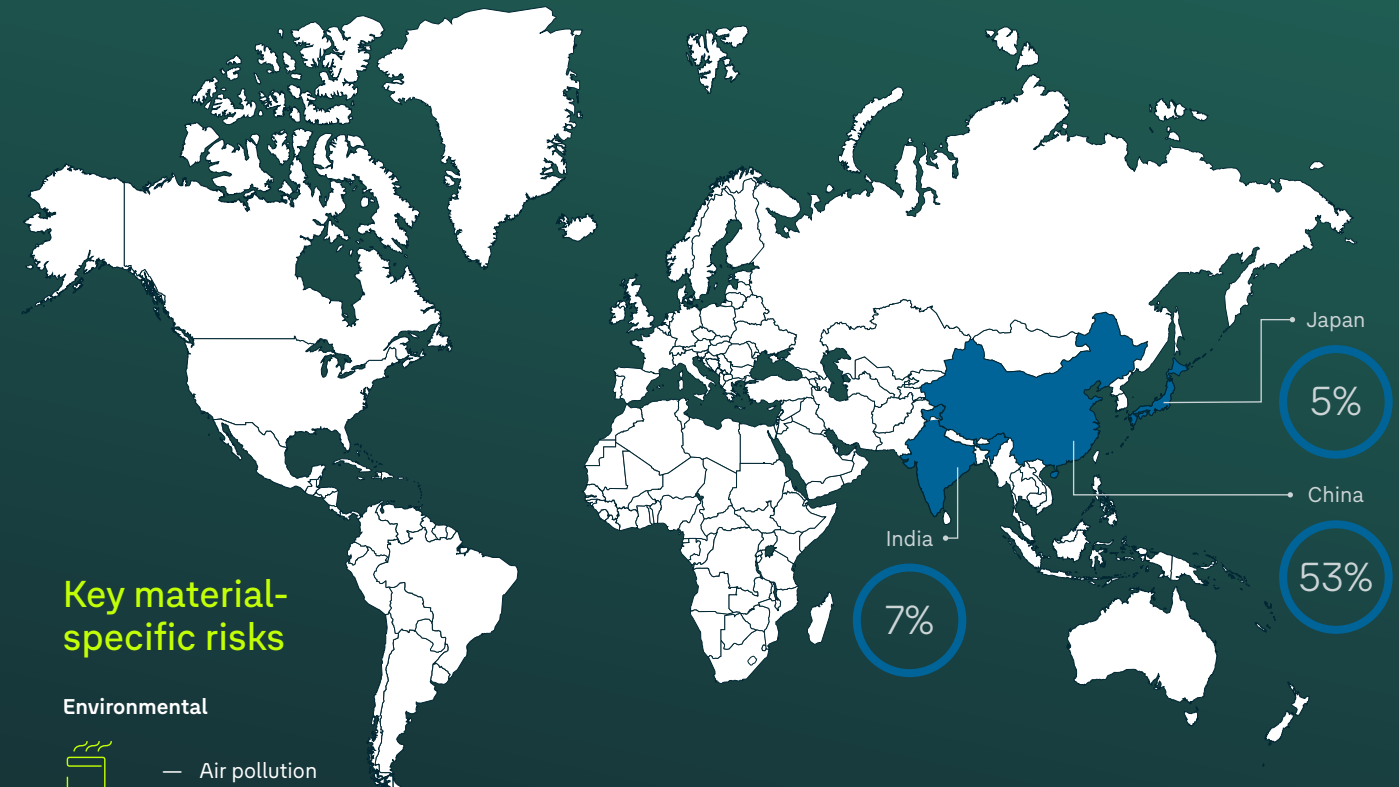 Japan
5%
China
53%
India
7%
Key material-
specific risks
Environmental
— Air pollution